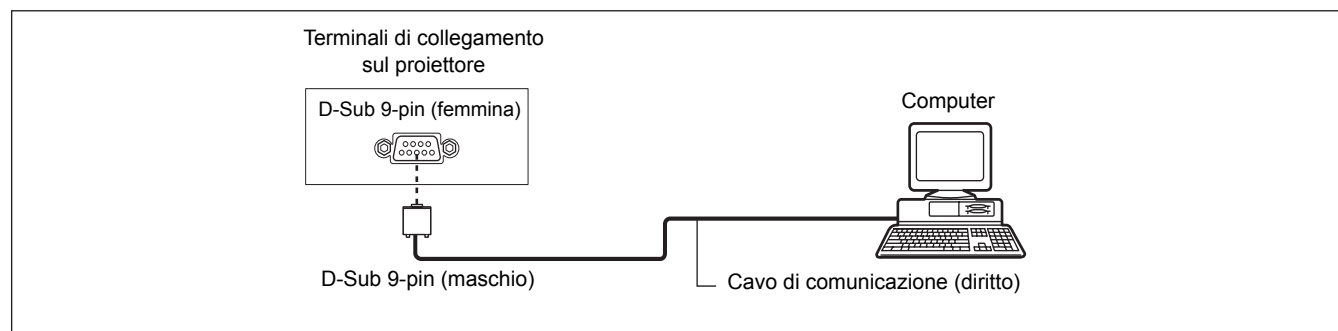 Terminali di collegamento
sul proiettore
D-Sub 9-pin (femmina)
Computer
D-Sub 9-pin (maschio)
Cavo di comunicazione (diritto)